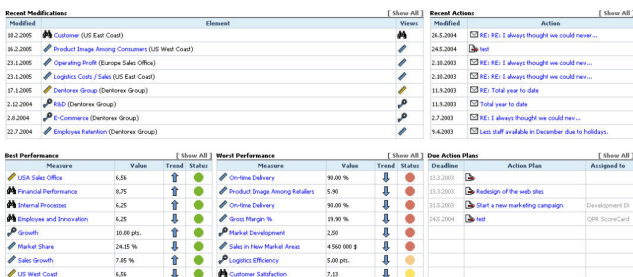 Recent Modifications [ Show All ]
Modified Element Views
18.2.2005 Customer (US East Coast)
16.2.2005 Product Image Among Consumers (US West Coast)
23.1.2005 Operating Profit (Europe Sales Office)
23.1.2005 Logistics Costs / Sales (US East Coast)
17.1.2005 Dentorex Group (Dentorex Group)
2.12.2004 R&D (Dentorex Group)
2.8.2004 E-Commerce (Dentorex Group)
22.7.2004 Employee Retention (Dentorex Group)
Recent Actions [ Show All
Modified Action
26.5.2004 RE: RE: I always thought we could never...
24.5.2004 test
2.10.2003 RE: RE: I always thought we could nev...
2.10.2003 RE: RE: I always thought we could nev...
11.9.2003 RE: Total year to date
11.9.2003 Total year to date
2.7.2003 RE: I always thought we could nev...
9.4.2003 Less staff available in December due to holidays.
Best Performance [ Show All ]
Measure Value Trend Status
USA Sales Office 6,56
Financial Performance 8,75
Internal Processes 6,25
Employee and Innovation 6,25
Growth 10.00 pts.
Market Share 24.15 %
Sales Growth 7.05 %
US West Coast 6,56
Worst Performance [ Show All ]
Measure Value Trend Status
On-time Delivery 90.00 %
Product Image Among Retailers 5.90
On-time Delivery 90.00 %
Gross Margin % 19.90 %
Market Development 2,50
Sales in New Market Areas 4 560 000 $
Logistics Efficiency 5.00 pts.
Customer Satisfaction 7,13
Due Action Plans [ Show All
Deadline Action Plan Assigned to
13.3.2003
13.3.2003 Redesign of the web sites
31.5.2003 Start a new marketing campaign Development Di
24.5.2004 test QPR ScoreCard